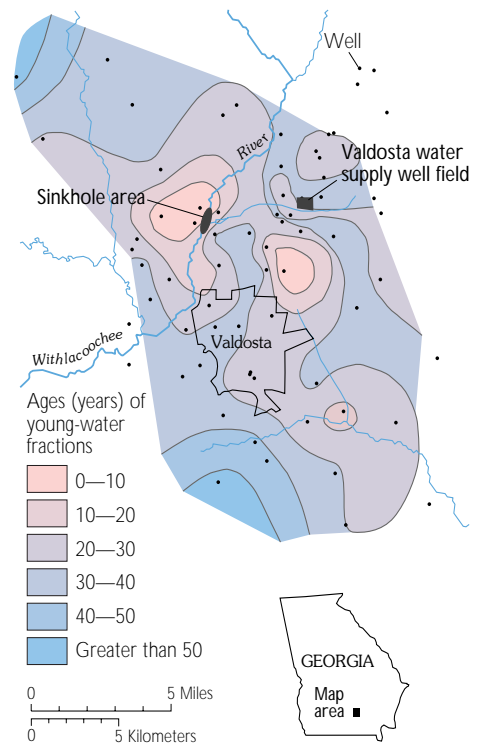 Well
River
Valdosta water
supply well field
Sinkhole area
Withlacoochee
Valdosta
Ages (years) of
young-water
fractions
0—10
10—20
20—30
30—40
40—50
Greater than 50
0 5 Miles
0 5 Kilometers
GEORGIA
Map
area